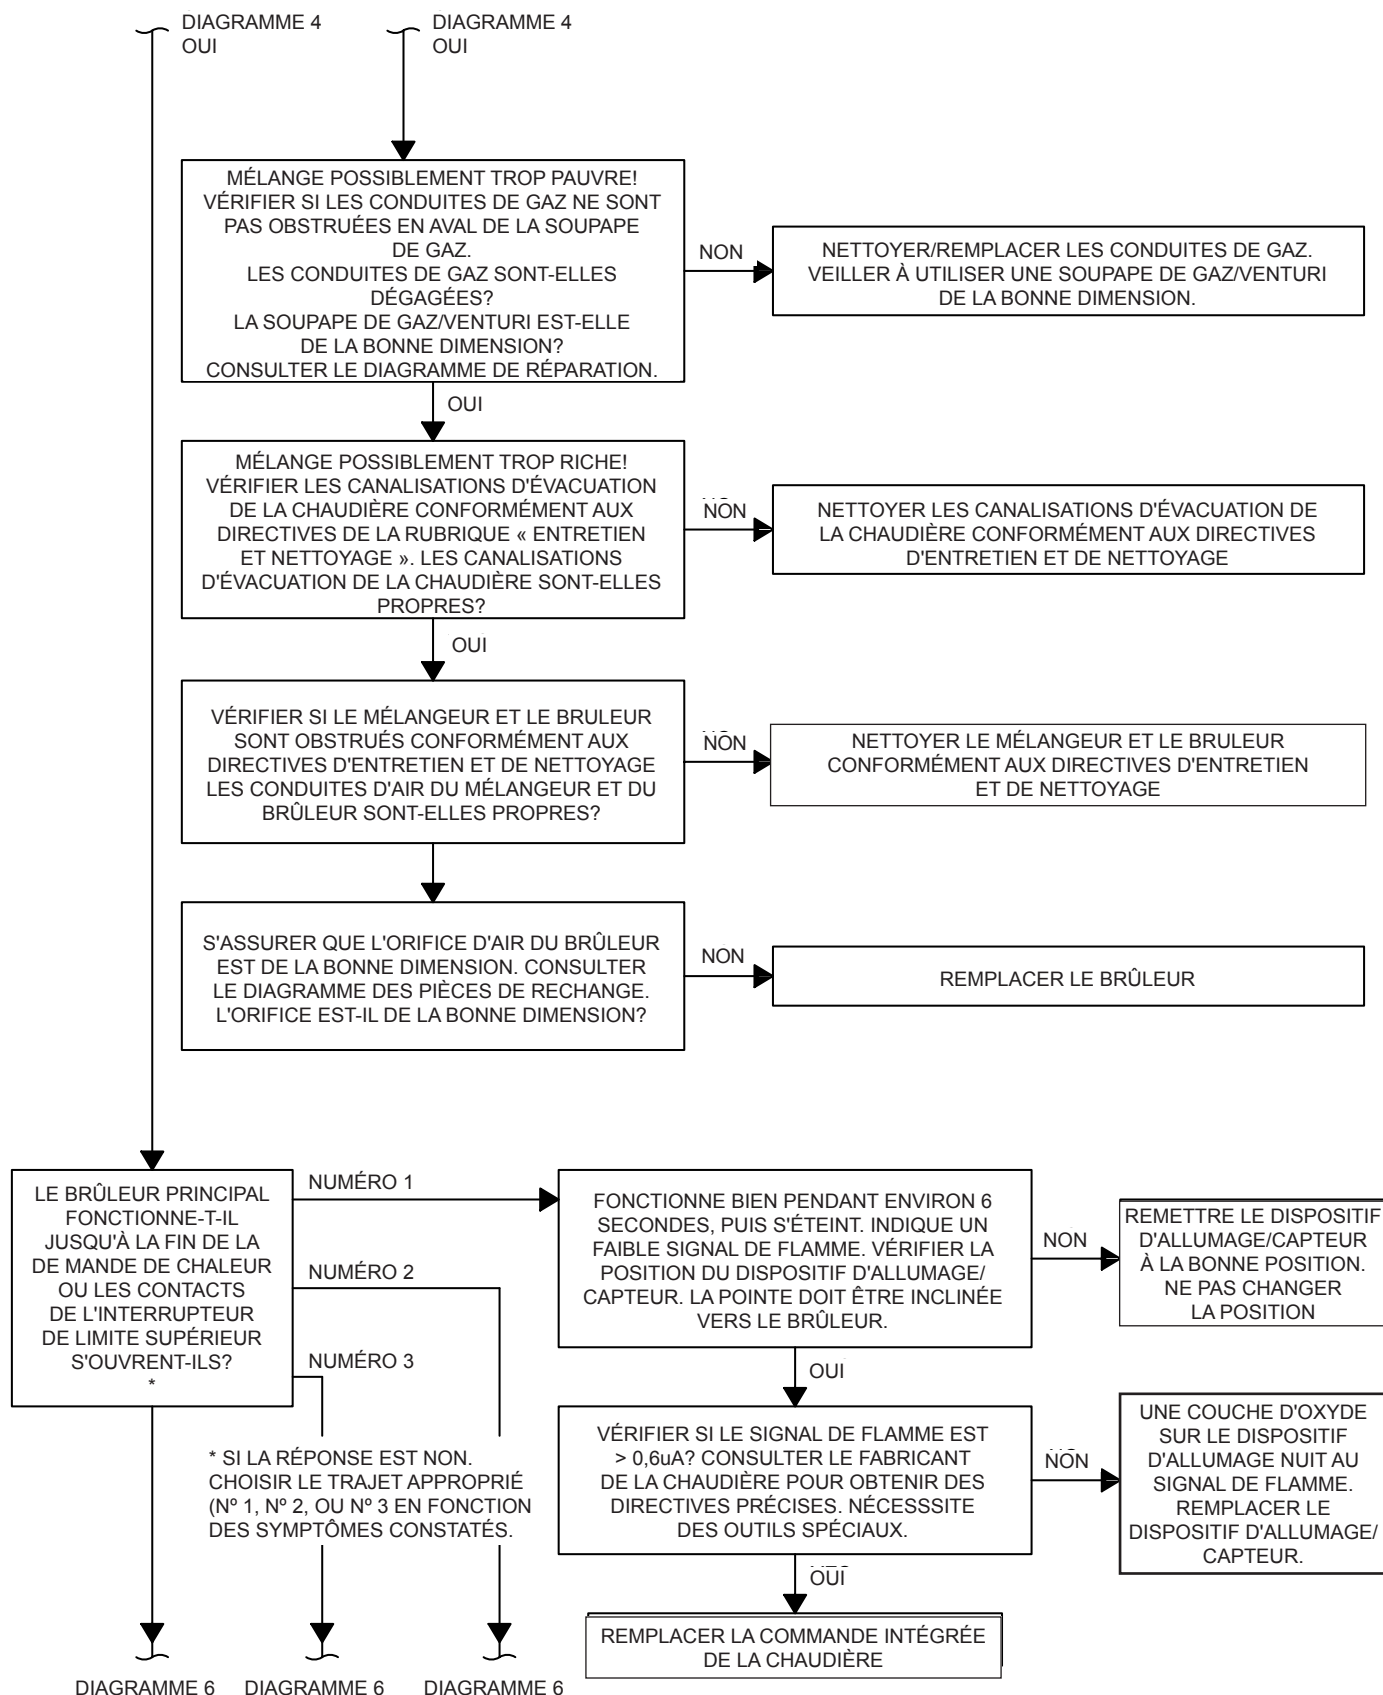 DIAGRAMME 4
OUI
DIAGRAMME 4
OUI
MÉLANGE POSSIBLEMENT TROP PAUVRE!
VÉRIFIER SI LES CONDUITES DE GAZ NE SONT
PAS OBSTRUÉES EN AVAL DE LA SOUPAPE
DE GAZ.
LES CONDUITES DE GAZ SONT-ELLES
DÉGAGÉES?
LA SOUPAPE DE GAZ/VENTURI EST-ELLE
DE LA BONNE DIMENSION?
CONSULTER LE DIAGRAMME DE RÉPARATION.
NON
NETTOYER/REMPLACER LES CONDUITES DE GAZ.
VEILLER À UTILISER UNE SOUPAPE DE GAZ/VENTURI
DE LA BONNE DIMENSION.
OUI
MÉLANGE POSSIBLEMENT TROP RICHE!
VÉRIFIER LES CANALISATIONS D'ÉVACUATION
DE LA CHAUDIÈRE CONFORMÉMENT AUX
DIRECTIVES DE LA RUBRIQUE « ENTRETIEN
ET NETTOYAGE ». LES CANALISATIONS
D'ÉVACUATION DE LA CHAUDIÈRE SONT-ELLES
PROPRES?
NON
NETTOYER LES CANALISATIONS D'ÉVACUATION DE
LA CHAUDIÈRE CONFORMÉMENT AUX DIRECTIVES
D'ENTRETIEN ET DE NETTOYAGE
OUI
VÉRIFIER SI LE MÉLANGEUR ET LE BRULEUR
SONT OBSTRUÉS CONFORMÉMENT AUX
DIRECTIVES D'ENTRETIEN ET DE NETTOYAGE
LES CONDUITES D'AIR DU MÉLANGEUR ET DU
BRÛLEUR SONT-ELLES PROPRES?
NON
NETTOYER LE MÉLANGEUR ET LE BRULEUR
CONFORMÉMENT AUX DIRECTIVES D'ENTRETIEN
ET DE NETTOYAGE
S'ASSURER QUE L'ORIFICE D'AIR DU BRÛLEUR
EST DE LA BONNE DIMENSION. CONSULTER
LE DIAGRAMME DES PIÈCES DE RECHANGE.
L'ORIFICE EST-IL DE LA BONNE DIMENSION?
NON
REMPLACER LE BRÛLEUR
LE BRÛLEUR PRINCIPAL
FONCTIONNE-T-IL
JUSQU'À LA FIN DE LA
DE MANDE DE CHALEUR
OU LES CONTACTS
DE L'INTERRUPTEUR
DE LIMITE SUPÉRIEUR
S'OUVRENT-ILS?
*
NUMÉRO 1
NUMÉRO 2
NUMÉRO 3
FONCTIONNE BIEN PENDANT ENVIRON 6
SECONDES, PUIS S'ÉTEINT. INDIQUE UN
FAIBLE SIGNAL DE FLAMME. VÉRIFIER LA
POSITION DU DISPOSITIF D'ALLUMAGE/
CAPTEUR. LA POINTE DOIT ÊTRE INCLINÉE
VERS LE BRÛLEUR.
NON
REMETTRE LE DISPOSITIF
D'ALLUMAGE/CAPTEUR
À LA BONNE POSITION.
NE PAS CHANGER
LA POSITION
OUI
* SI LA RÉPONSE EST NON.
CHOISIR LE TRAJET APPROPRIÉ
(Nº 1, Nº 2, OU Nº 3 EN FONCTION
DES SYMPTÔMES CONSTATÉS.
VÉRIFIER SI LE SIGNAL DE FLAMME EST
> 0,6uA? CONSULTER LE FABRICANT
DE LA CHAUDIÈRE POUR OBTENIR DES
DIRECTIVES PRÉCISES. NÉCESSSITE
DES OUTILS SPÉCIAUX.
NON
UNE COUCHE D'OXYDE
SUR LE DISPOSITIF
D'ALLUMAGE NUIT AU
SIGNAL DE FLAMME.
REMPLACER LE
DISPOSITIF D'ALLUMAGE/
CAPTEUR.
OUI
REMPLACER LA COMMANDE INTÉGRÉE
DE LA CHAUDIÈRE
DIAGRAMME 6
DIAGRAMME 6
DIAGRAMME 6